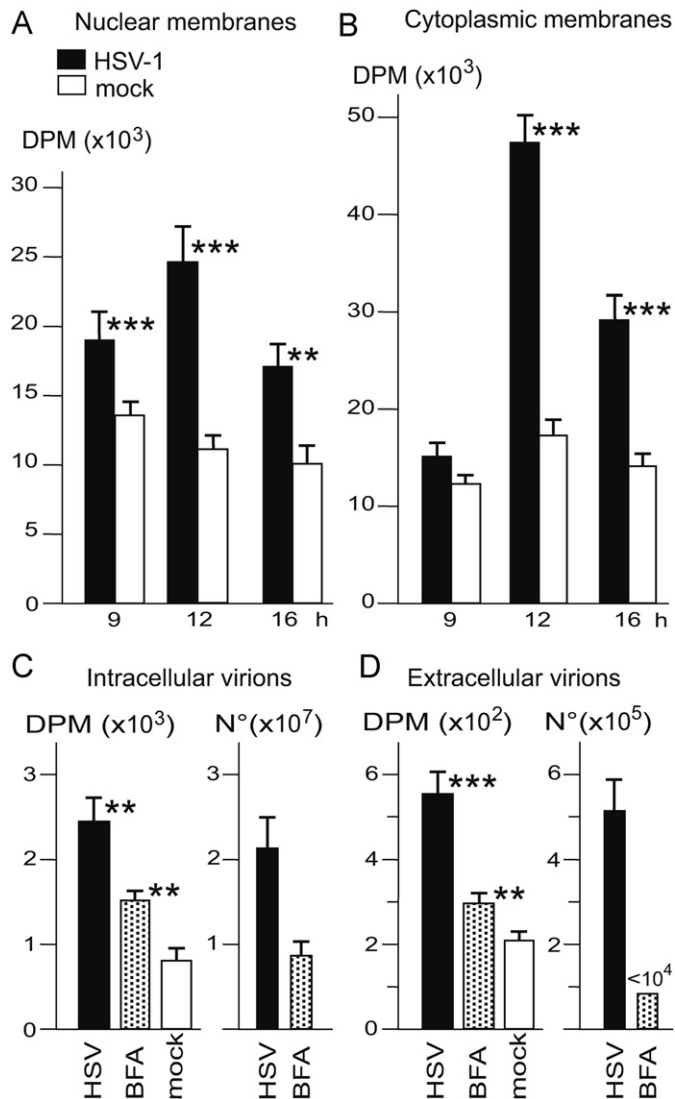 A Nuclear membranes
HSV-1
mock
DPM (x10³)
30
25
20
15
10
5
0
***
***
**
9 12 16 h
B Cytoplasmic membranes
DPM (x10³)
50
40
30
20
10
0
***
***
9 12 16 h
C Intracellular virions
DPM (x10³)
3
2
1
0
**
**
HSV BFA mock
N°(x10⁷)
3
2
1
HSV BFA
D Extracellular virions
DPM (x10²)
6
4
2
0
***
**
HSV BFA mock
N°(x10⁵)
6
4
2
<10⁴
HSV BFA